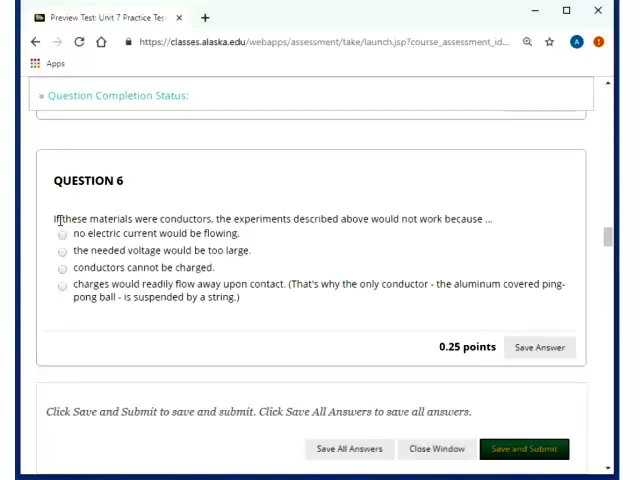 Preview Test: Unit 7 Practice Tes
https://classes.alaska.edu/webapps/assessment/take/launch.jsp?course_assessment_id...
A
Apps
Question Completion Status:
QUESTION 6
If these materials were conductors, the experiments described above would not work because ...
no electric current would be flowing.
the needed voltage would be too large.
conductors cannot be charged.
charges would readily flow away upon contact. (That's why the only conductor - the aluminum covered ping-
pong ball - is suspended by a string.)
0.25 points Save Answer
Click Save and Submit to save and submit. Click Save All Answers to save all answers.
Save All Answers Close Window Save and Submit